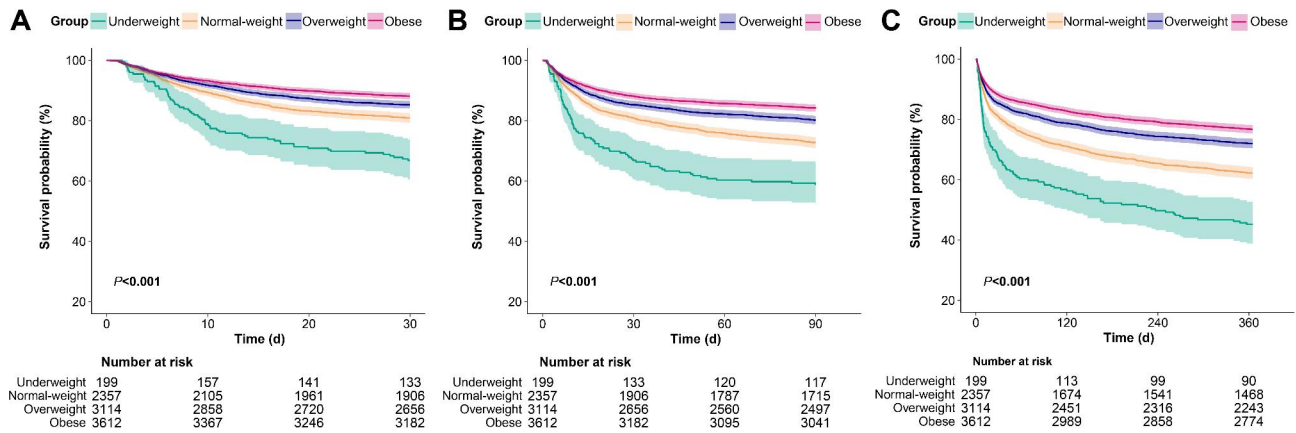 A
Group Underweight Normal-weight Overweight Obese
Survival probability (%)
100
80
60
40
20
P<0.001
0 10 20 30
Time (d)
Number at risk
Underweight 199 157 141 133
Normal-weight 2357 2105 1961 1906
Overweight 3114 2858 2720 2656
Obese 3612 3367 3246 3182
B
Group Underweight Normal-weight Overweight Obese
Survival probability (%)
100
80
60
40
20
P<0.001
0 30 60 90
Time (d)
Number at risk
Underweight 199 133 120 117
Normal-weight 2357 1906 1787 1715
Overweight 3114 2656 2560 2497
Obese 3612 3182 3095 3041
C
Group Underweight Normal-weight Overweight Obese
Survival probability (%)
100
80
60
40
20
P<0.001
0 120 240 360
Time (d)
Number at risk
Underweight 199 113 99 90
Normal-weight 2357 1674 1541 1468
Overweight 3114 2451 2316 2243
Obese 3612 2989 2858 2774